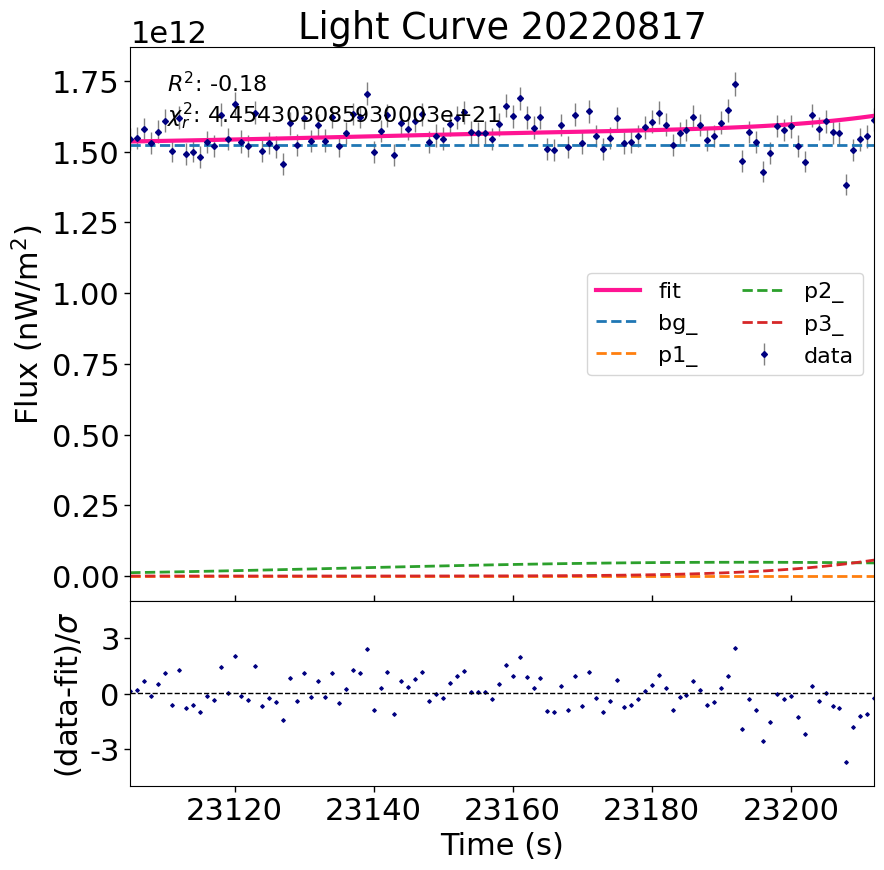 Light Curve 20220817
1e12
R²: -0.18
χ²ᵣ: 4.454303085930003e+21
1.75
1.50
1.25
1.00
0.75
0.50
0.25
0.00
Flux (nW/m²)
fit
bg_
p1_
p2_
p3_
data
3
0
-3
(data-fit)/σ
23120 23140 23160 23180 23200
Time (s)